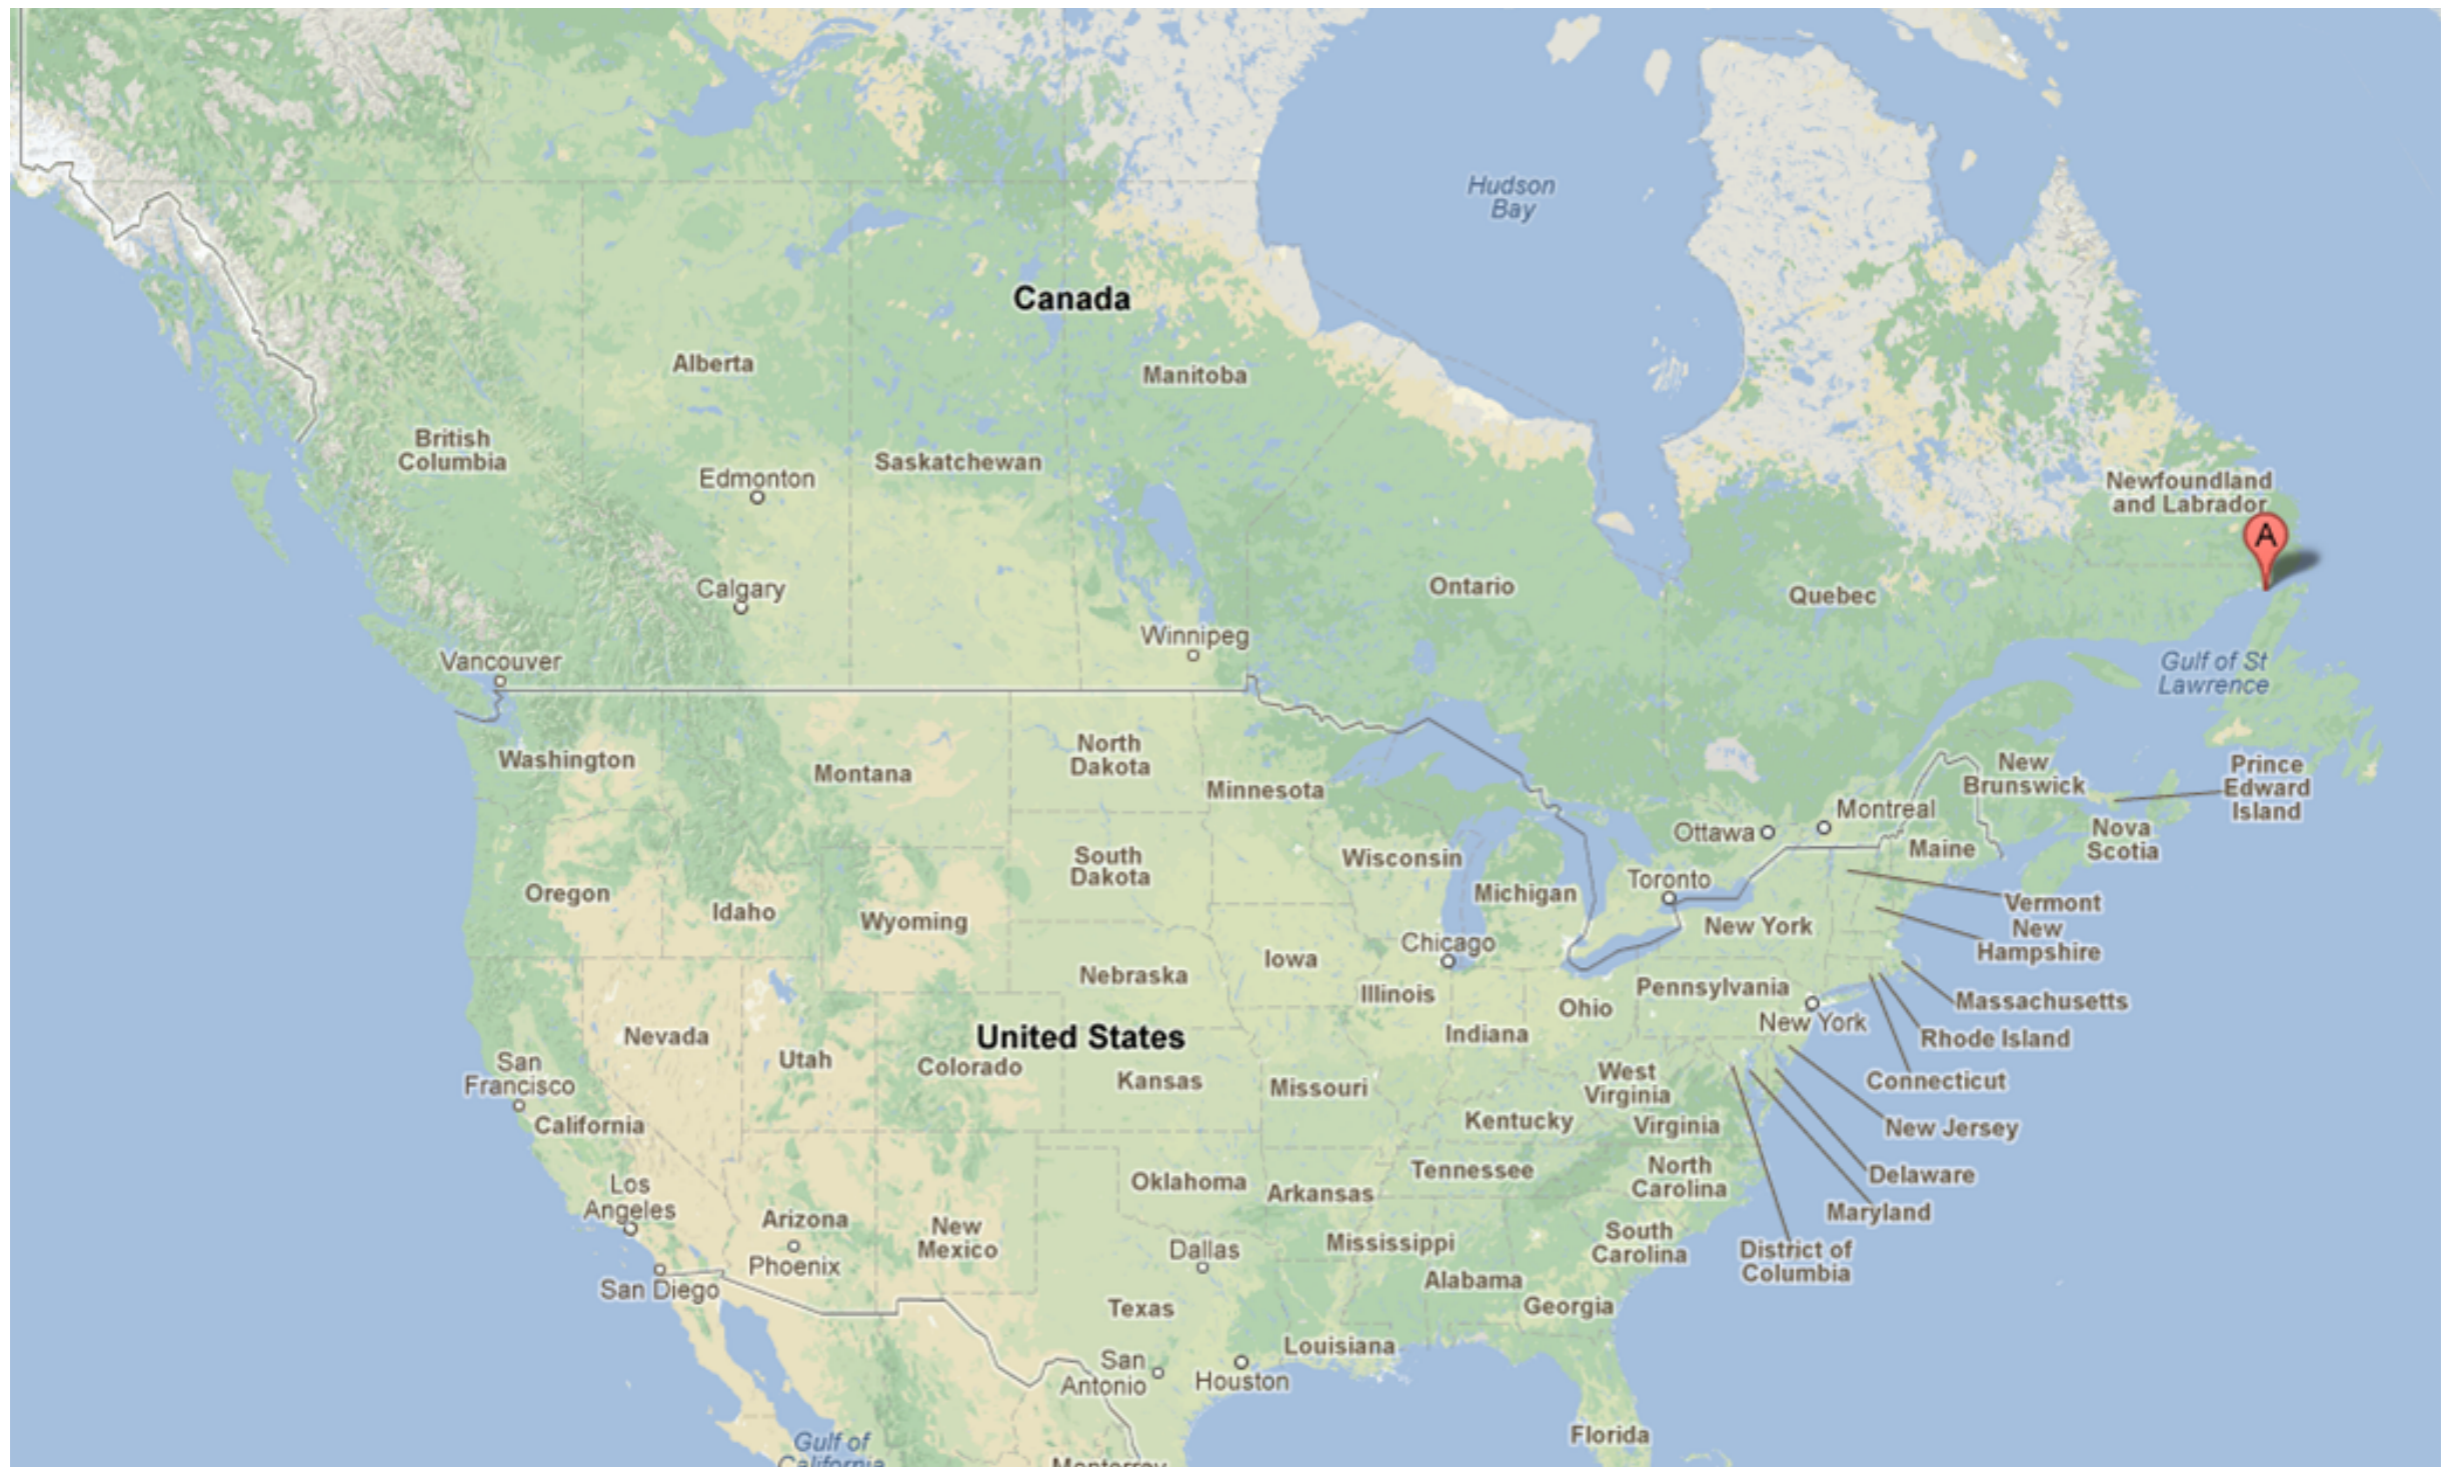 Hudson
Bay
Canada
Alberta
Manitoba
British
Columbia
Saskatchewan
Edmonton
Newfoundland
and Labrador
A
Calgary
Ontario
Quebec
Winnipeg
Vancouver
Gulf of St
Lawrence
Washington
Montana
North
Dakota
Minnesota
New
Brunswick
Prince
Edward
Island
Montreal
Ottawa
Nova
Scotia
Maine
Wisconsin
South
Dakota
Michigan
Toronto
Oregon
Idaho
Wyoming
Vermont
New York
New
Hampshire
Chicago
Iowa
Nebraska
Illinois
Pennsylvania
Massachusetts
Ohio
New York
Rhode Island
Nevada
United States
Indiana
Utah
Colorado
Kansas
Missouri
West
Virginia
Connecticut
San
Francisco
California
Kentucky
Virginia
New Jersey
Tennessee
North
Carolina
Delaware
Oklahoma
Arkansas
Los
Angeles
Maryland
Arizona
New
Mexico
Phoenix
Dallas
Mississippi
South
Carolina
District of
Columbia
San Diego
Alabama
Texas
Georgia
Louisiana
San
Antonio
Houston
Florida
Gulf of
California
Monterrey